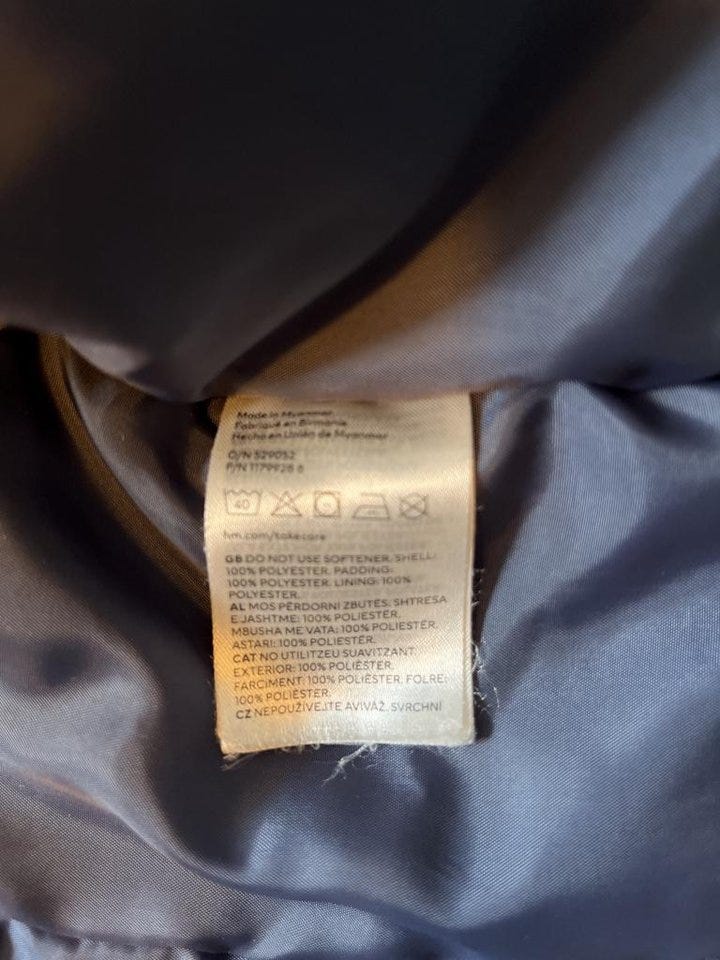 Made in Myanmar
Fabriqué en Birmanie
Hecho en Unión de Myanmar
O/N 529052
P/N 1179928 6
40
hm.com/takecare
GB DO NOT USE SOFTENER. SHELL:
100% POLYESTER. PADDING:
100% POLYESTER. LINING: 100%
POLYESTER.
AL MOS PËRDORNI ZBUTËS. SHTRESA
E JASHTME: 100% POLIESTËR.
MBUSHA ME VATA: 100% POLIESTËR.
ASTARI: 100% POLIESTËR.
CAT NO UTILITZEU SUAVITZANT.
EXTERIOR: 100% POLIÈSTER.
FARCIMENT: 100% POLIÈSTER. FOLRE:
100% POLIÈSTER.
CZ NEPOUŽÍVEJTE AVIVÁŽ. SVRCHNÍ